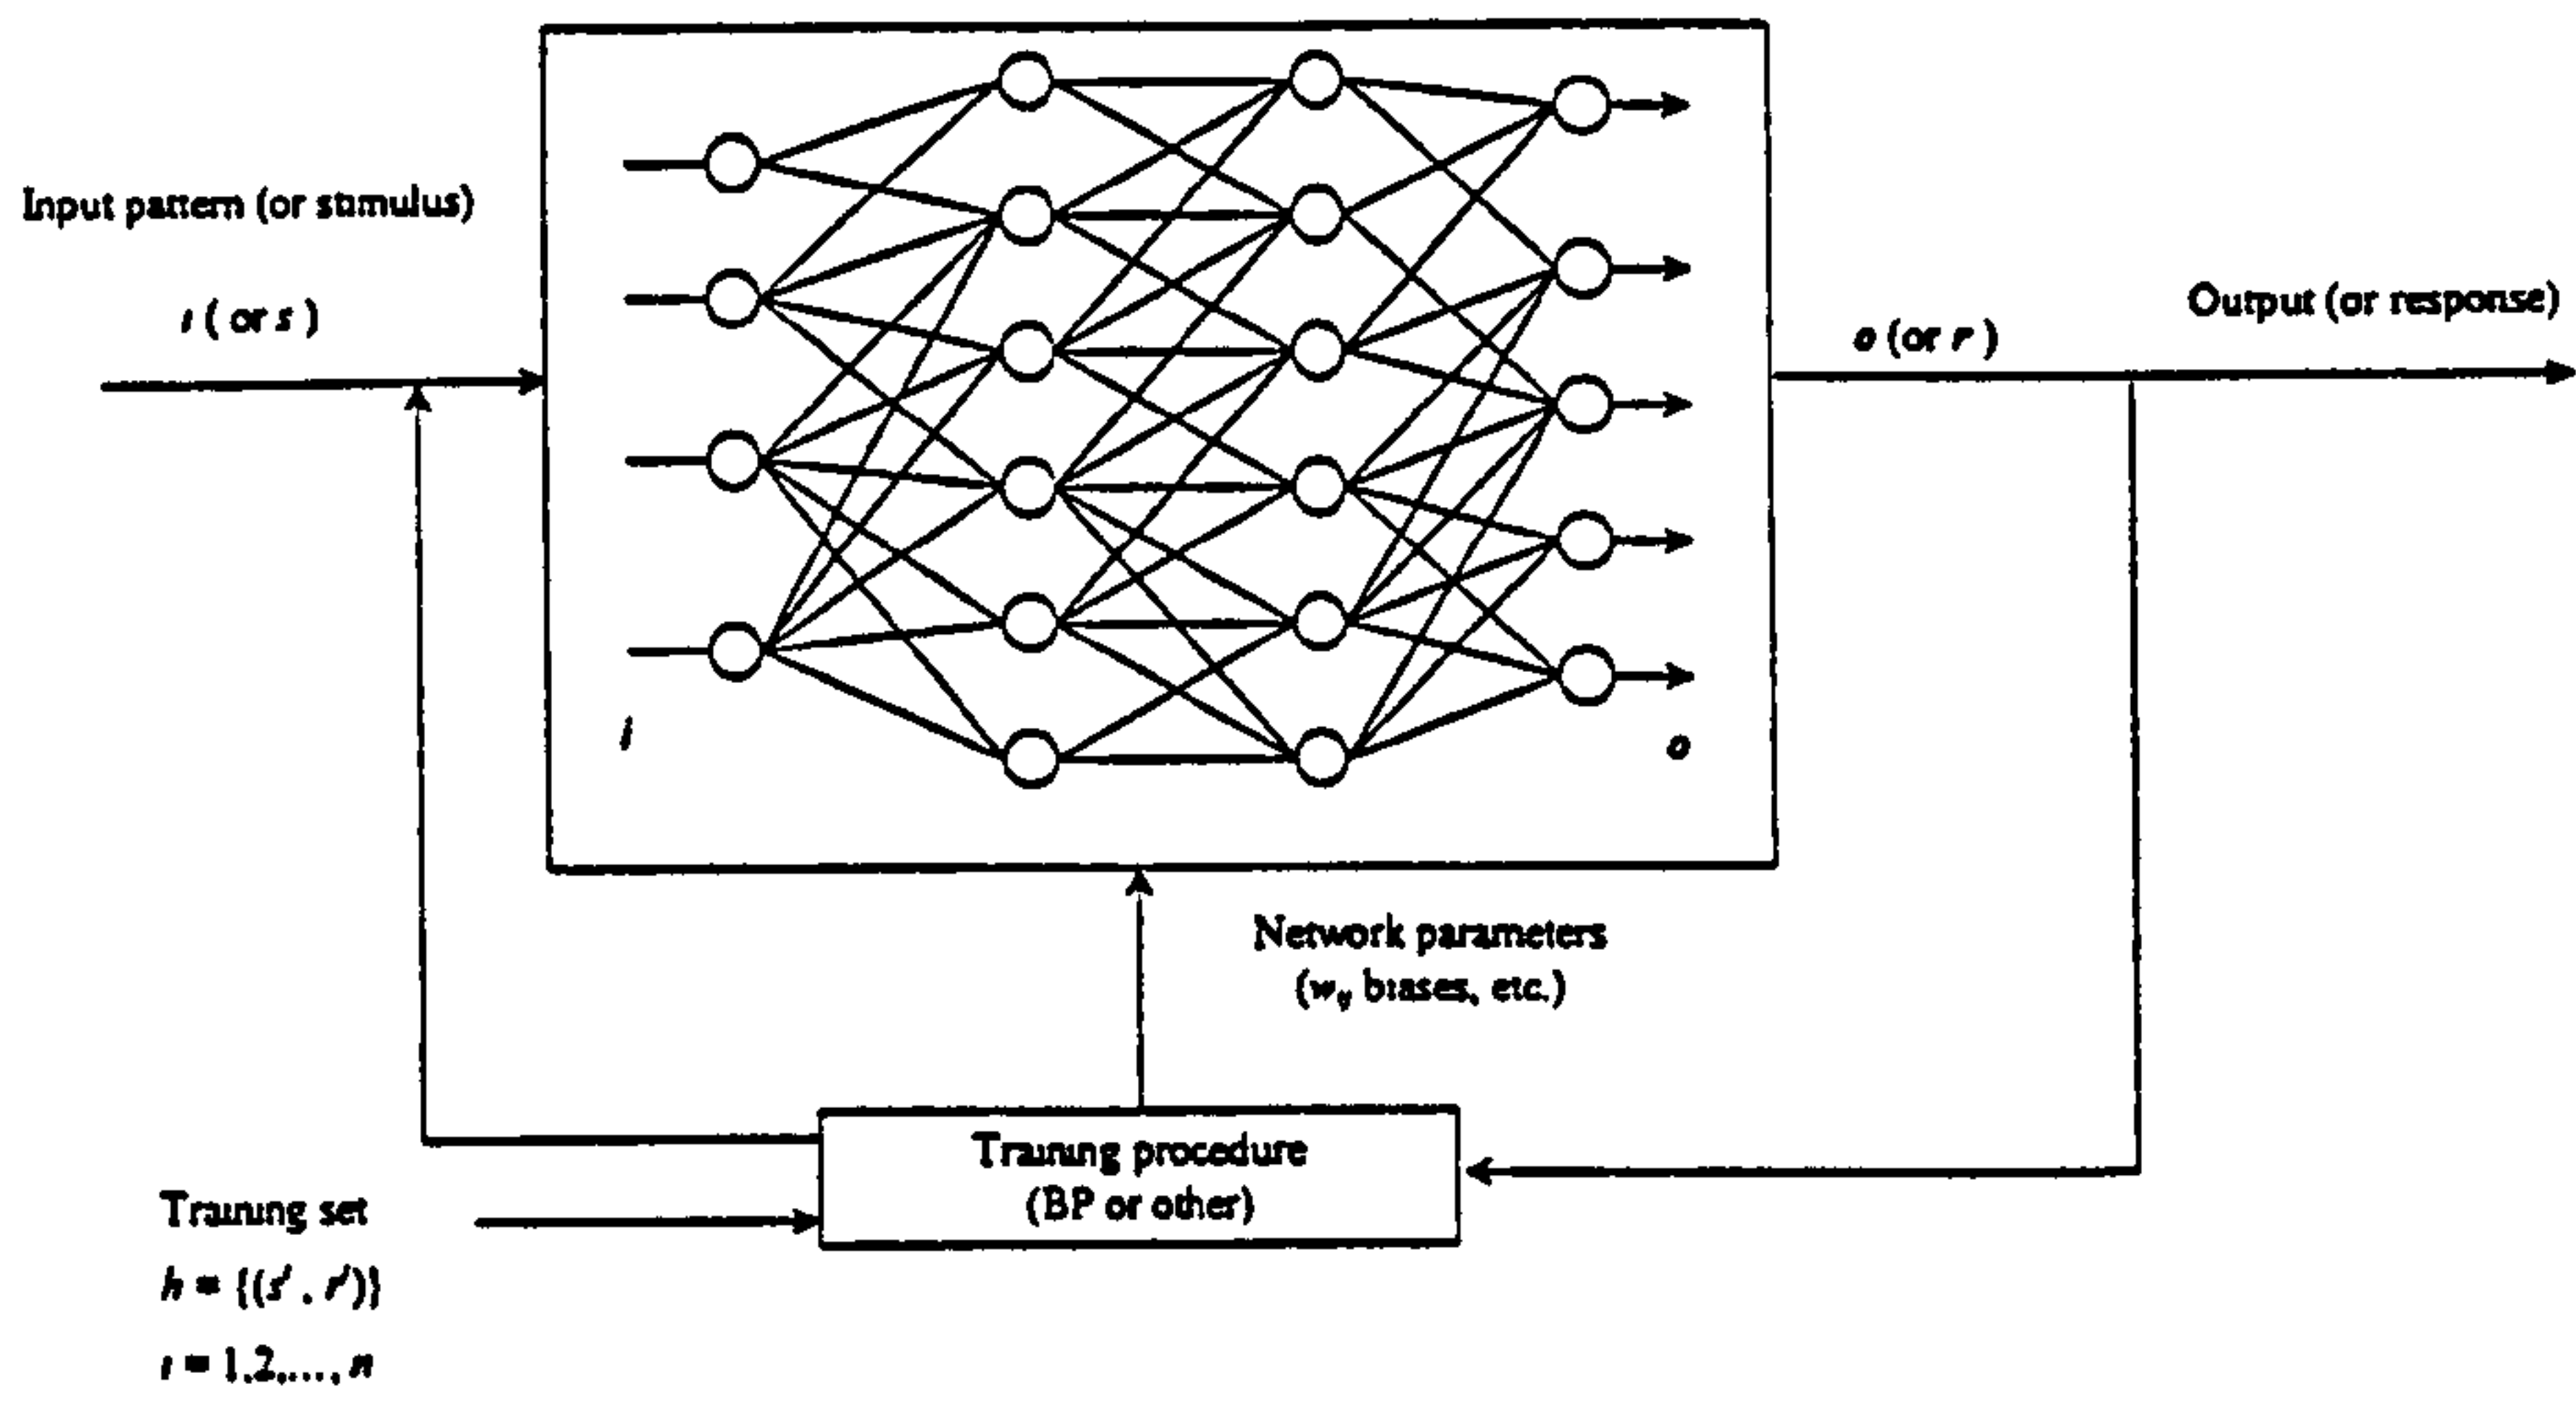 Input pattern (or stimulus)
i ( or s )
Output (or response)
o (or r )
i
o
Network parameters
(w_ij biases, etc.)
Training procedure
(BP or other)
Training set
h = {(s^i , r^i)}
i = 1,2,..., n